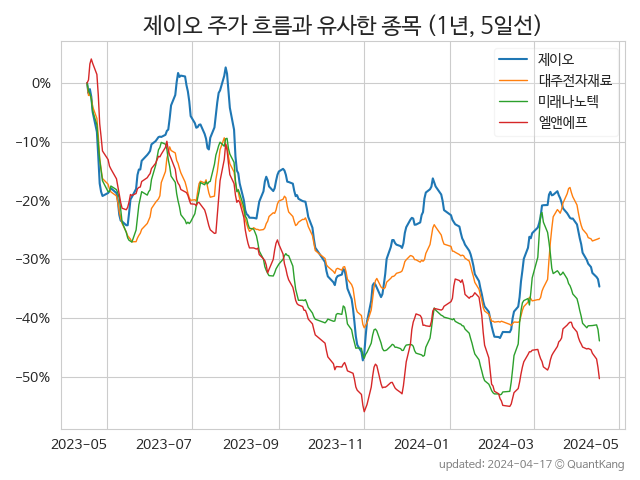 제이오 주가 흐름과 유사한 종목 (1년, 5일선)
제이오
대주전자재료
미래나노텍
엘앤에프
0%
−10%
−20%
−30%
−40%
−50%
2023-05 2023-07 2023-09 2023-11 2024-01 2024-03 2024-05
updated: 2024-04-17 © QuantKang